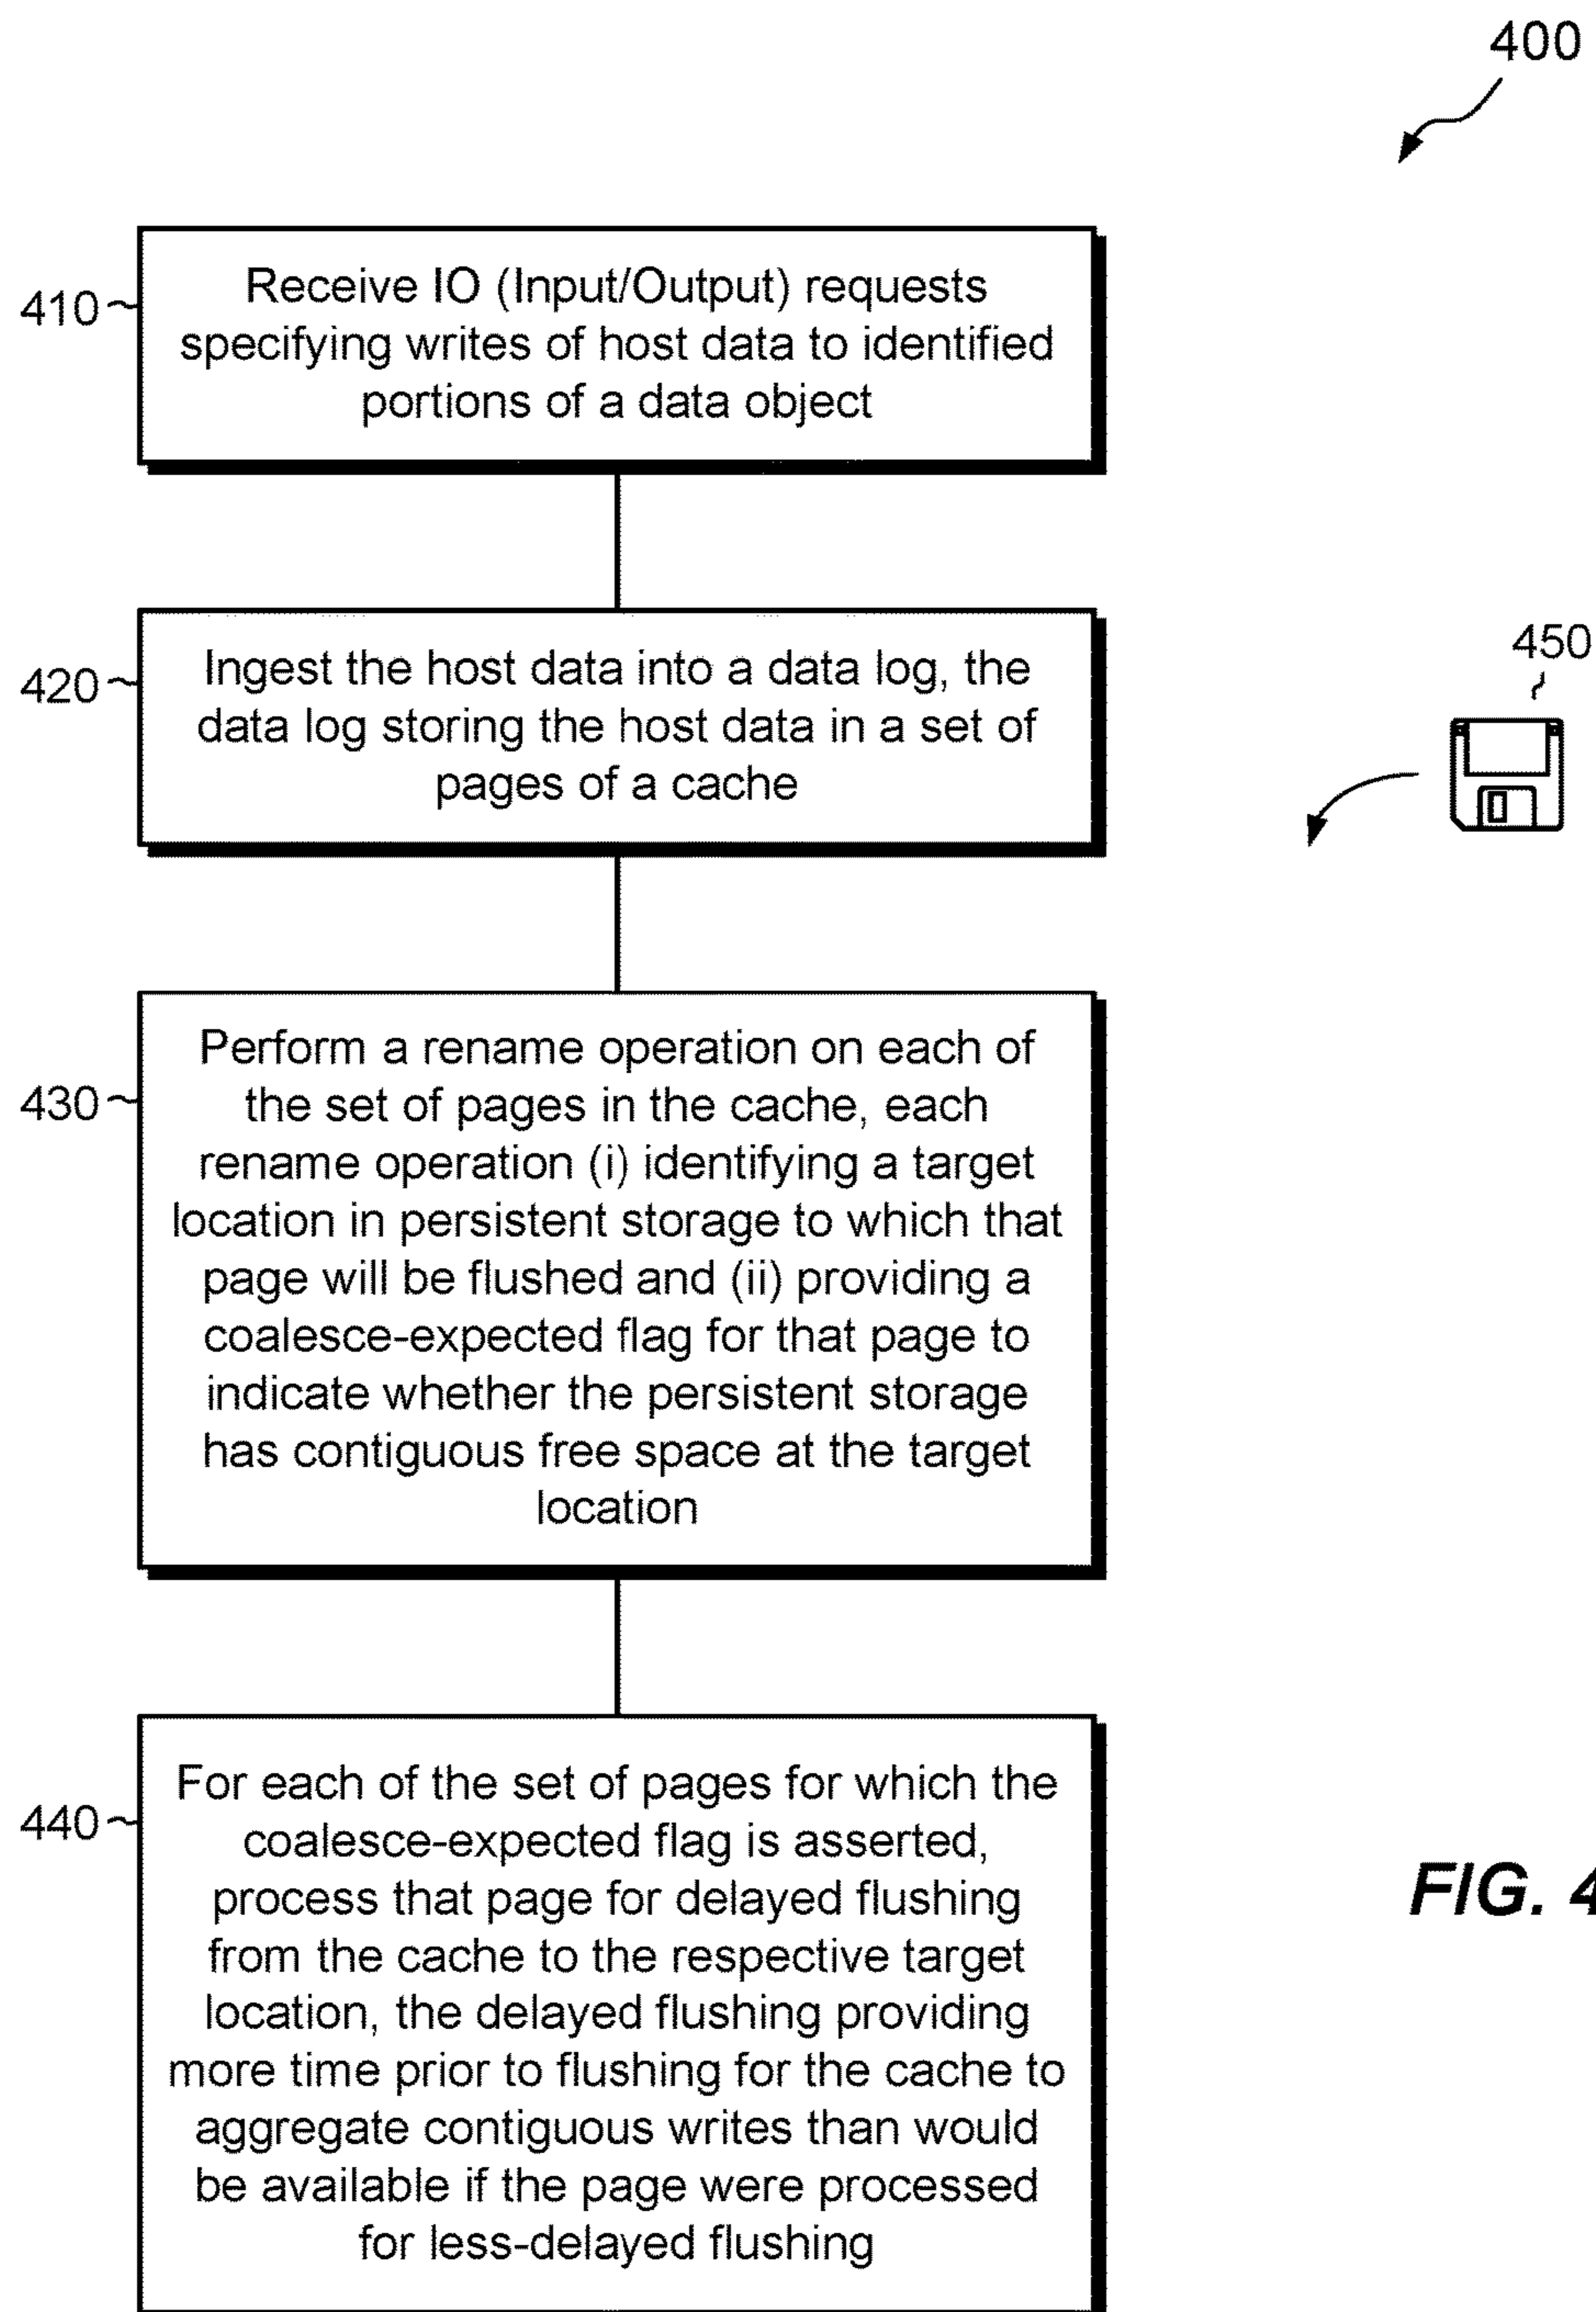 400
410
Receive IO (Input/Output) requests
specifying writes of host data to identified
portions of a data object
420
Ingest the host data into a data log, the
data log storing the host data in a set of
pages of a cache
450
430
Perform a rename operation on each of
the set of pages in the cache, each
rename operation (i) identifying a target
location in persistent storage to which that
page will be flushed and (ii) providing a
coalesce-expected flag for that page to
indicate whether the persistent storage
has contiguous free space at the target
location
440
For each of the set of pages for which the
coalesce-expected flag is asserted,
process that page for delayed flushing
from the cache to the respective target
location, the delayed flushing providing
more time prior to flushing for the cache to
aggregate contiguous writes than would
be available if the page were processed
for less-delayed flushing
FIG. 4